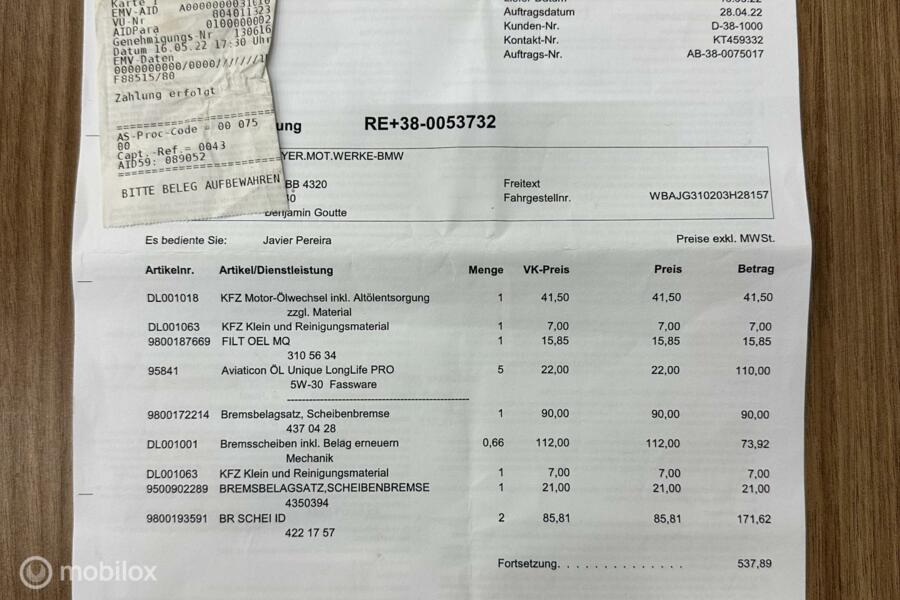 Karte 1
EMV-AID A0000000031010
VU-Nr 004011323
AIDPara 0100000002
Genehmigungs-Nr 130616
Datum 16.05.22 17:30 Uhr
EMV-Daten
0000000000/0000///////1
F88515/80
Zahlung erfolgt
AS-Proc-Code = 00 075
00
Capt.-Ref.= 0043
AID59: 089052
BITTE BELEG AUFBEWAHREN
Auftragsdatum 28.04.22
Kunden-Nr. D-38-1000
Kontakt-Nr. KT459332
Auftrags-Nr. AB-38-0075017
ung RE+38-0053732
YER.MOT.WERKE-BMW
BB 4320 Freitext
Fahrgestellnr. WBAJG310203H28157
Benjamin Goutte
Es bediente Sie: Javier Pereira Preise exkl. MWSt.
Artikelnr. Artikel/Dienstleistung Menge VK-Preis Preis Betrag
DL001018 KFZ Motor-Ölwechsel inkl. Altölentsorgung 1 41,50 41,50 41,50
zzgl. Material
DL001063 KFZ Klein und Reinigungsmaterial 1 7,00 7,00 7,00
9800187669 FILT OEL MQ 1 15,85 15,85 15,85
310 56 34
95841 Aviaticon ÖL Unique LongLife PRO 5 22,00 22,00 110,00
5W-30 Fassware
9800172214 Bremsbelagsatz, Scheibenbremse 1 90,00 90,00 90,00
437 04 28
DL001001 Bremsscheiben inkl. Belag erneuern 0,66 112,00 112,00 73,92
Mechanik
DL001063 KFZ Klein und Reinigungsmaterial 1 7,00 7,00 7,00
9500902289 BREMSBELAGSATZ,SCHEIBENBREMSE 1 21,00 21,00 21,00
4350394
9800193591 BR SCHEI ID 2 85,81 85,81 171,62
422 17 57
Fortsetzung. . . . . . . . . . . . . . 537,89
mobilox